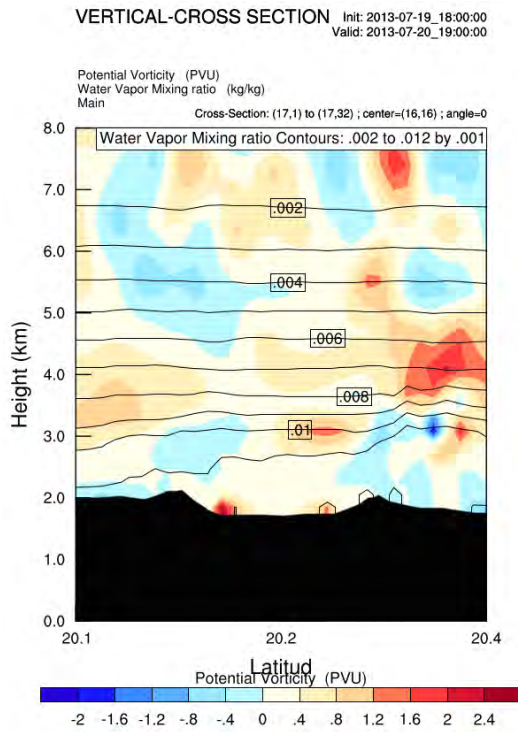 VERTICAL-CROSS SECTION Init: 2013-07-19_18:00:00
Valid: 2013-07-20_19:00:00
Potential Vorticity (PVU)
Water Vapor Mixing ratio (kg/kg)
Main
Cross-Section: (17,1) to (17,32) ; center=(16,16) ; angle=0
Water Vapor Mixing ratio Contours: .002 to .012 by .001
8.0
7.0
6.0
5.0
4.0
3.0
2.0
1.0
0.0
Height (km)
.002
.004
.006
.008
.01
20.1 20.2 20.4
Latitud
Potential Vorticity (PVU)
-2 -1.6 -1.2 -.8 -.4 0 .4 .8 1.2 1.6 2 2.4